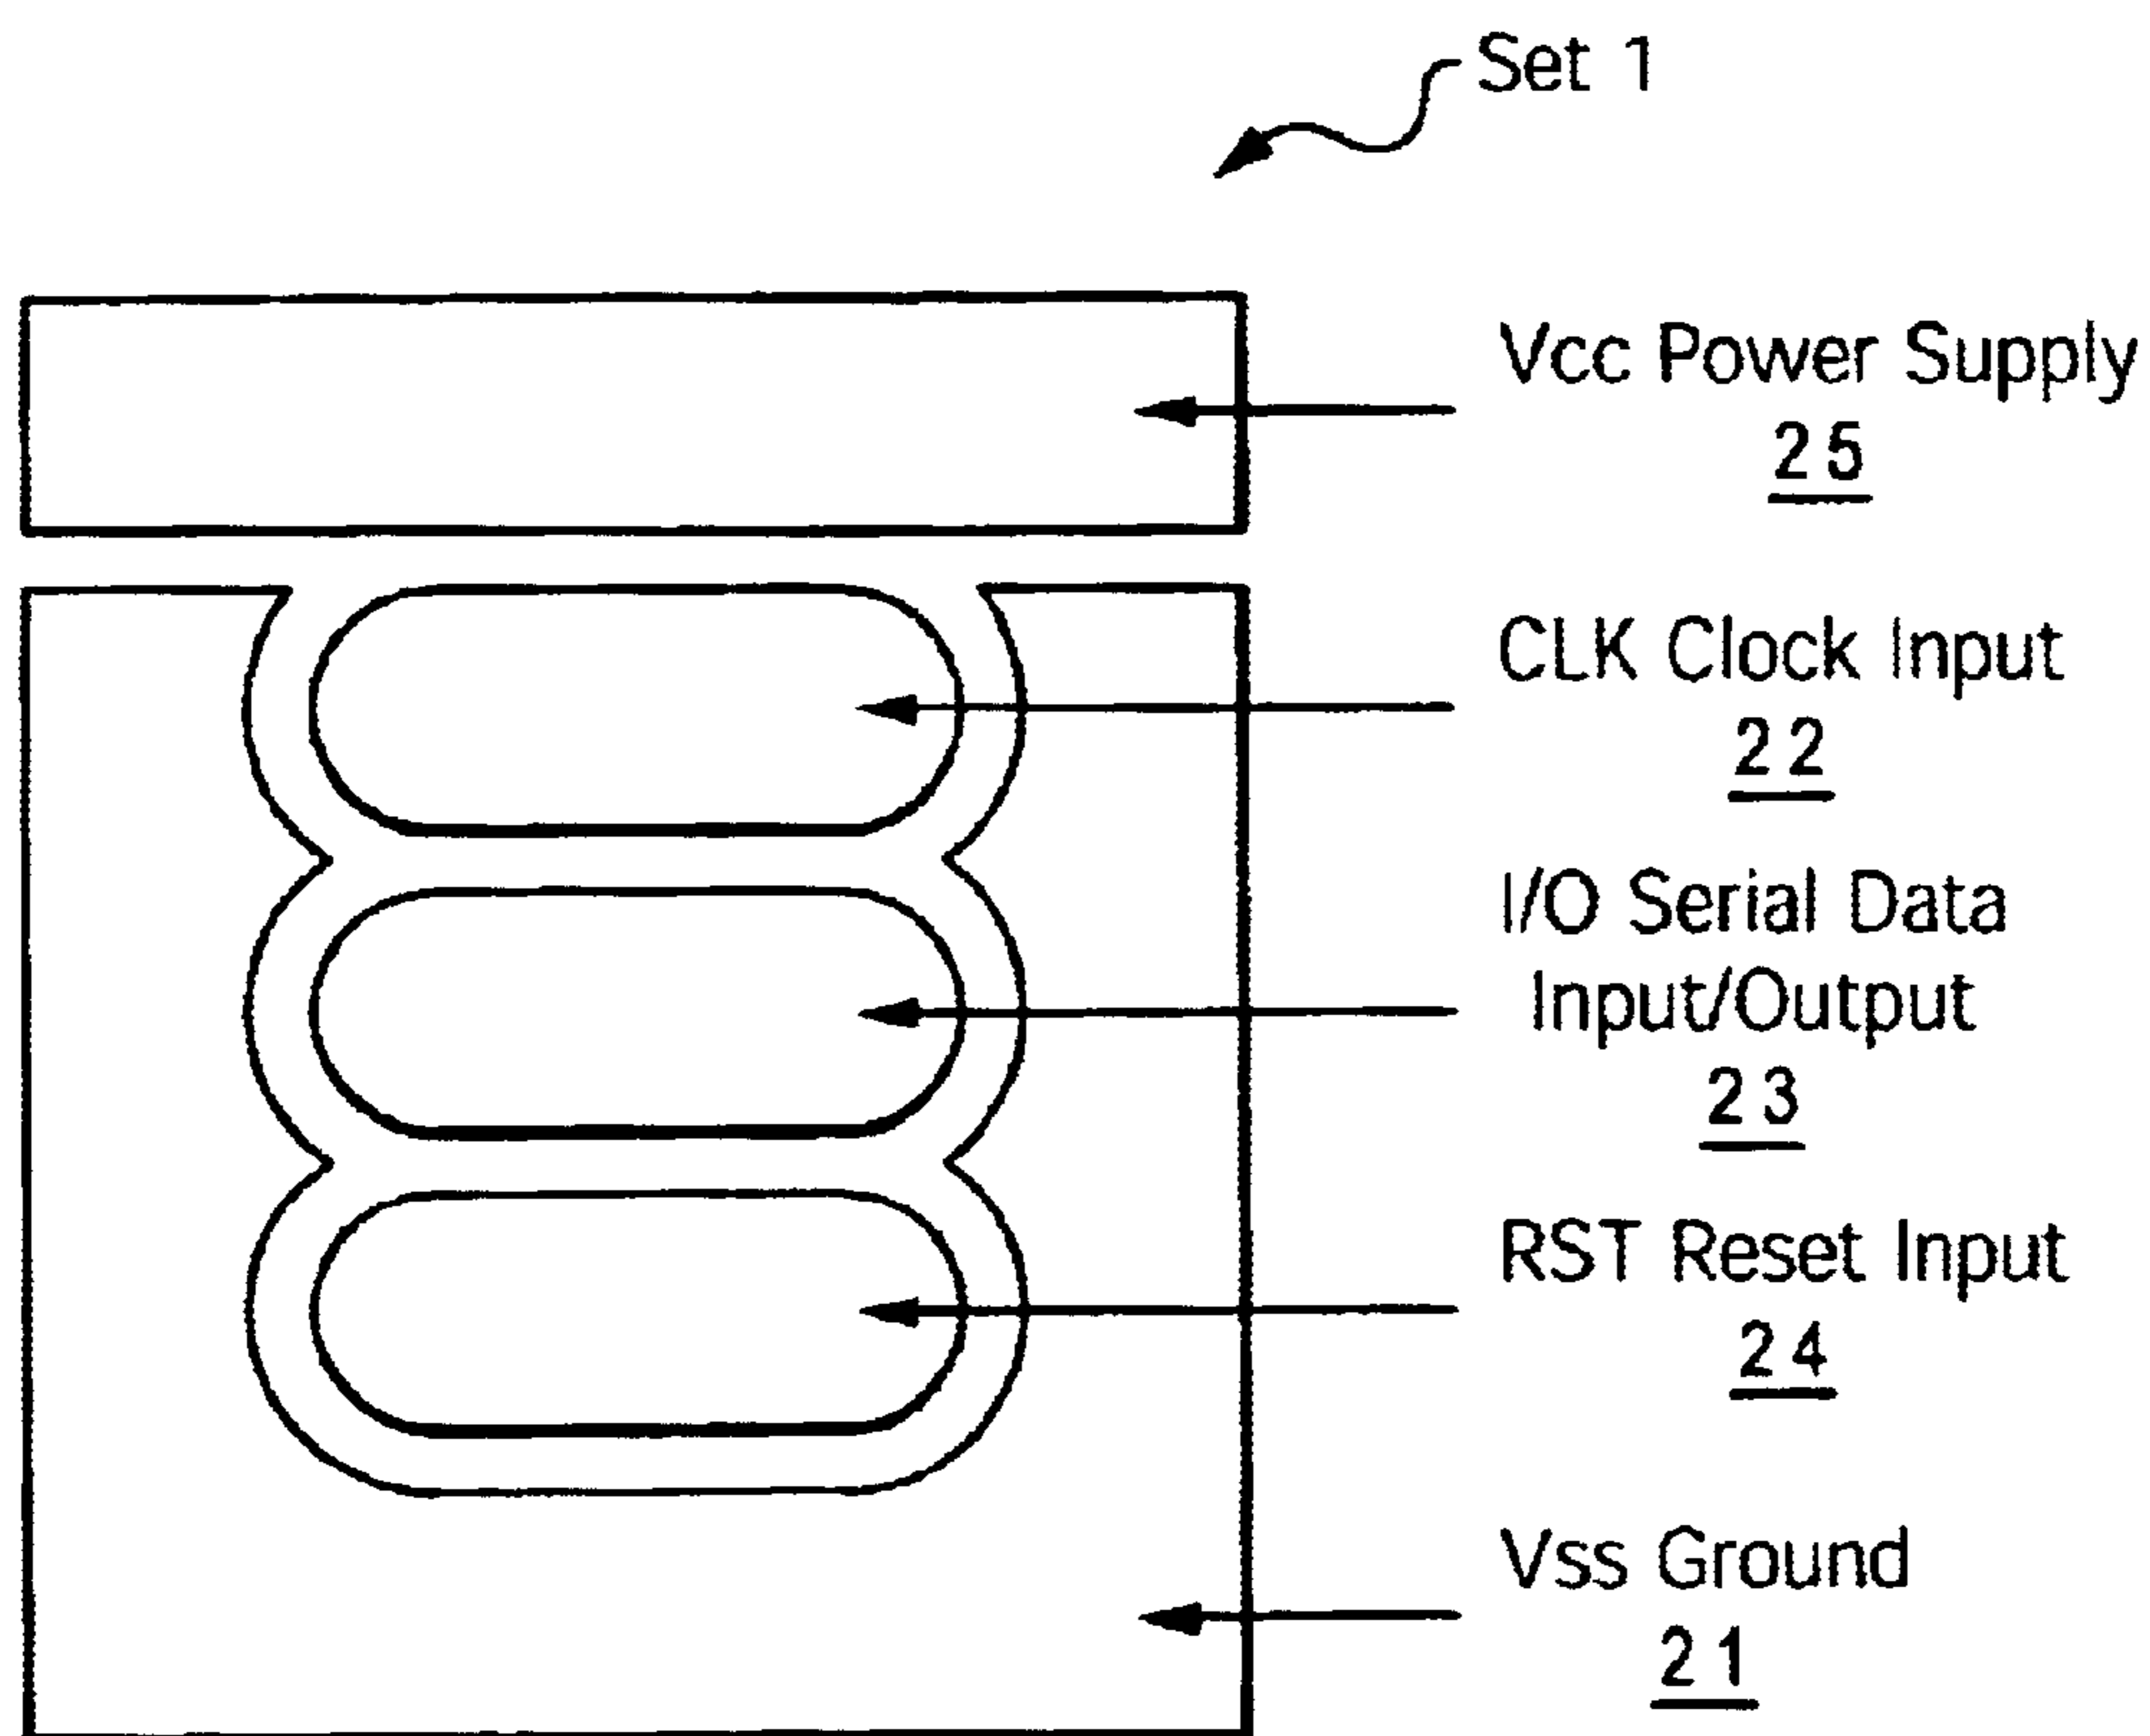 Set 1
Vcc Power Supply
25
CLK Clock Input
22
I/O Serial Data
Input/Output
23
RST Reset Input
24
Vss Ground
21